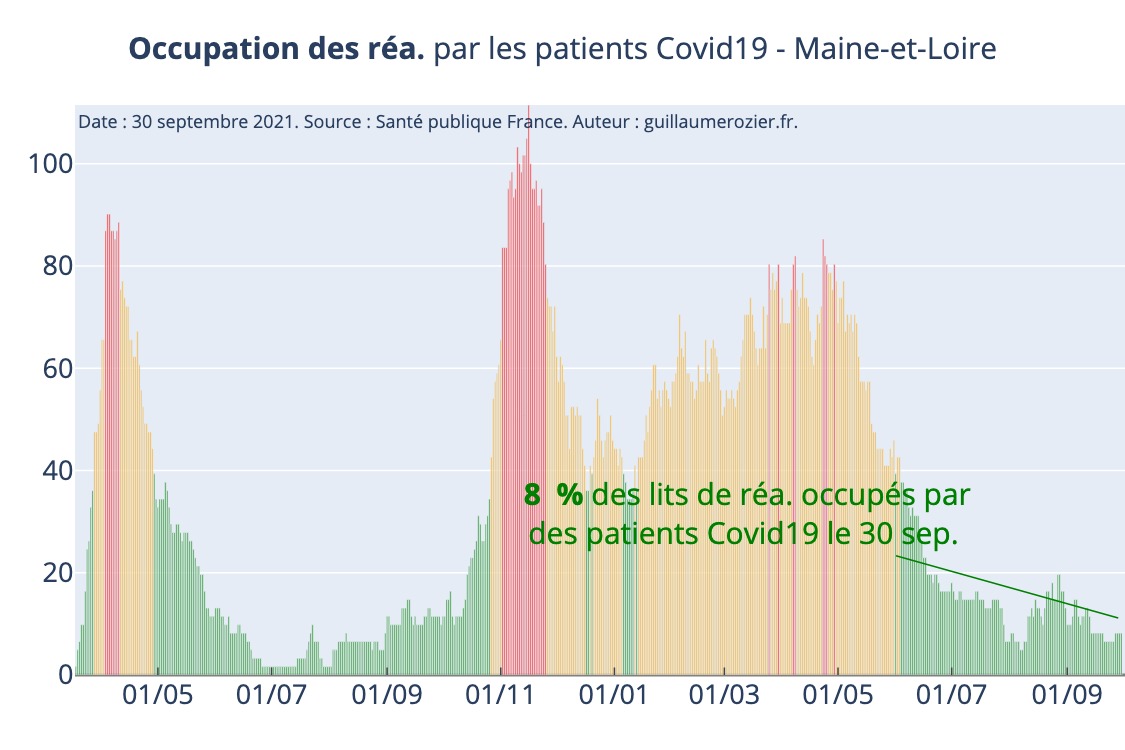 Occupation des réa. par les patients Covid19 - Maine-et-Loire
Date : 30 septembre 2021. Source : Santé publique France. Auteur : guillaumerozier.fr.
100
80
60
40
20
0
8 % des lits de réa. occupés par
des patients Covid19 le 30 sep.
01/05 01/07 01/09 01/11 01/01 01/03 01/05 01/07 01/09